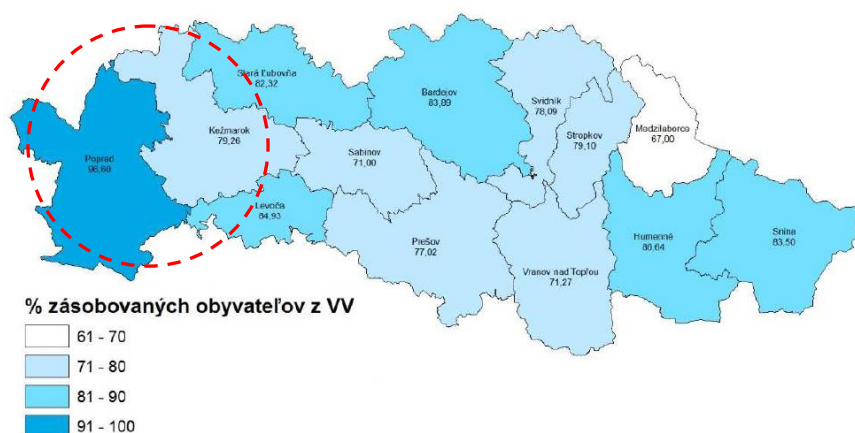 Stará Ľubovňa
82,32
Bardejov
83,89
Svidník
78,09
Medzilaborce
67,00
Stropkov
79,10
Kežmarok
79,26
Sabinov
71,00
Poprad
96,60
Levoča
84,93
Prešov
77,02
Humenné
80,64
Snina
83,50
Vranov nad Topľou
71,27
% zásobovaných obyvateľov z VV
61 - 70
71 - 80
81 - 90
91 - 100